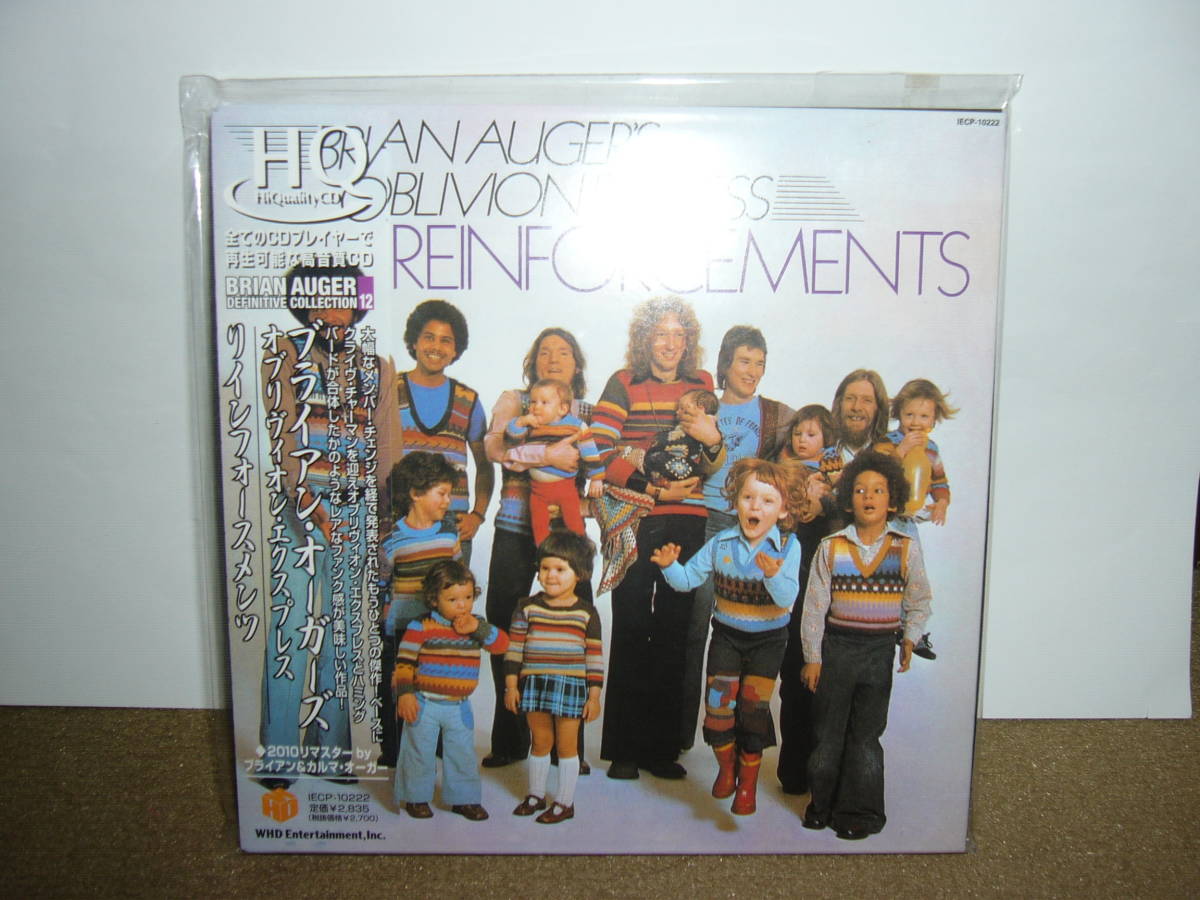 IECP-10222
BRIAN AUGER'S
OBLIVION
REINFORCEMENTS
HQ
HiQualityCD
全てのCDプレイヤーで
再生可能な高音質CD
BRIAN AUGER
DEFINITIVE COLLECTION 12
大幅なメンバー・チェンジを経て発表されたもうひとつの傑作!ベースに
クライヴ・チャーマンを迎えオブリヴィオン・エクスプレスとハミング
バードが合体したかのようなレアなファンク感が美味しい作品!
ブライアン・オーガーズ
オブリヴィオン・エクスプレス
リインフォースメンツ
◆2010リマスター by
ブライアン&カルマ・オーガー
IECP-10222
定価¥2,835
(税抜価格¥2,700)
WHD Entertainment,Inc.